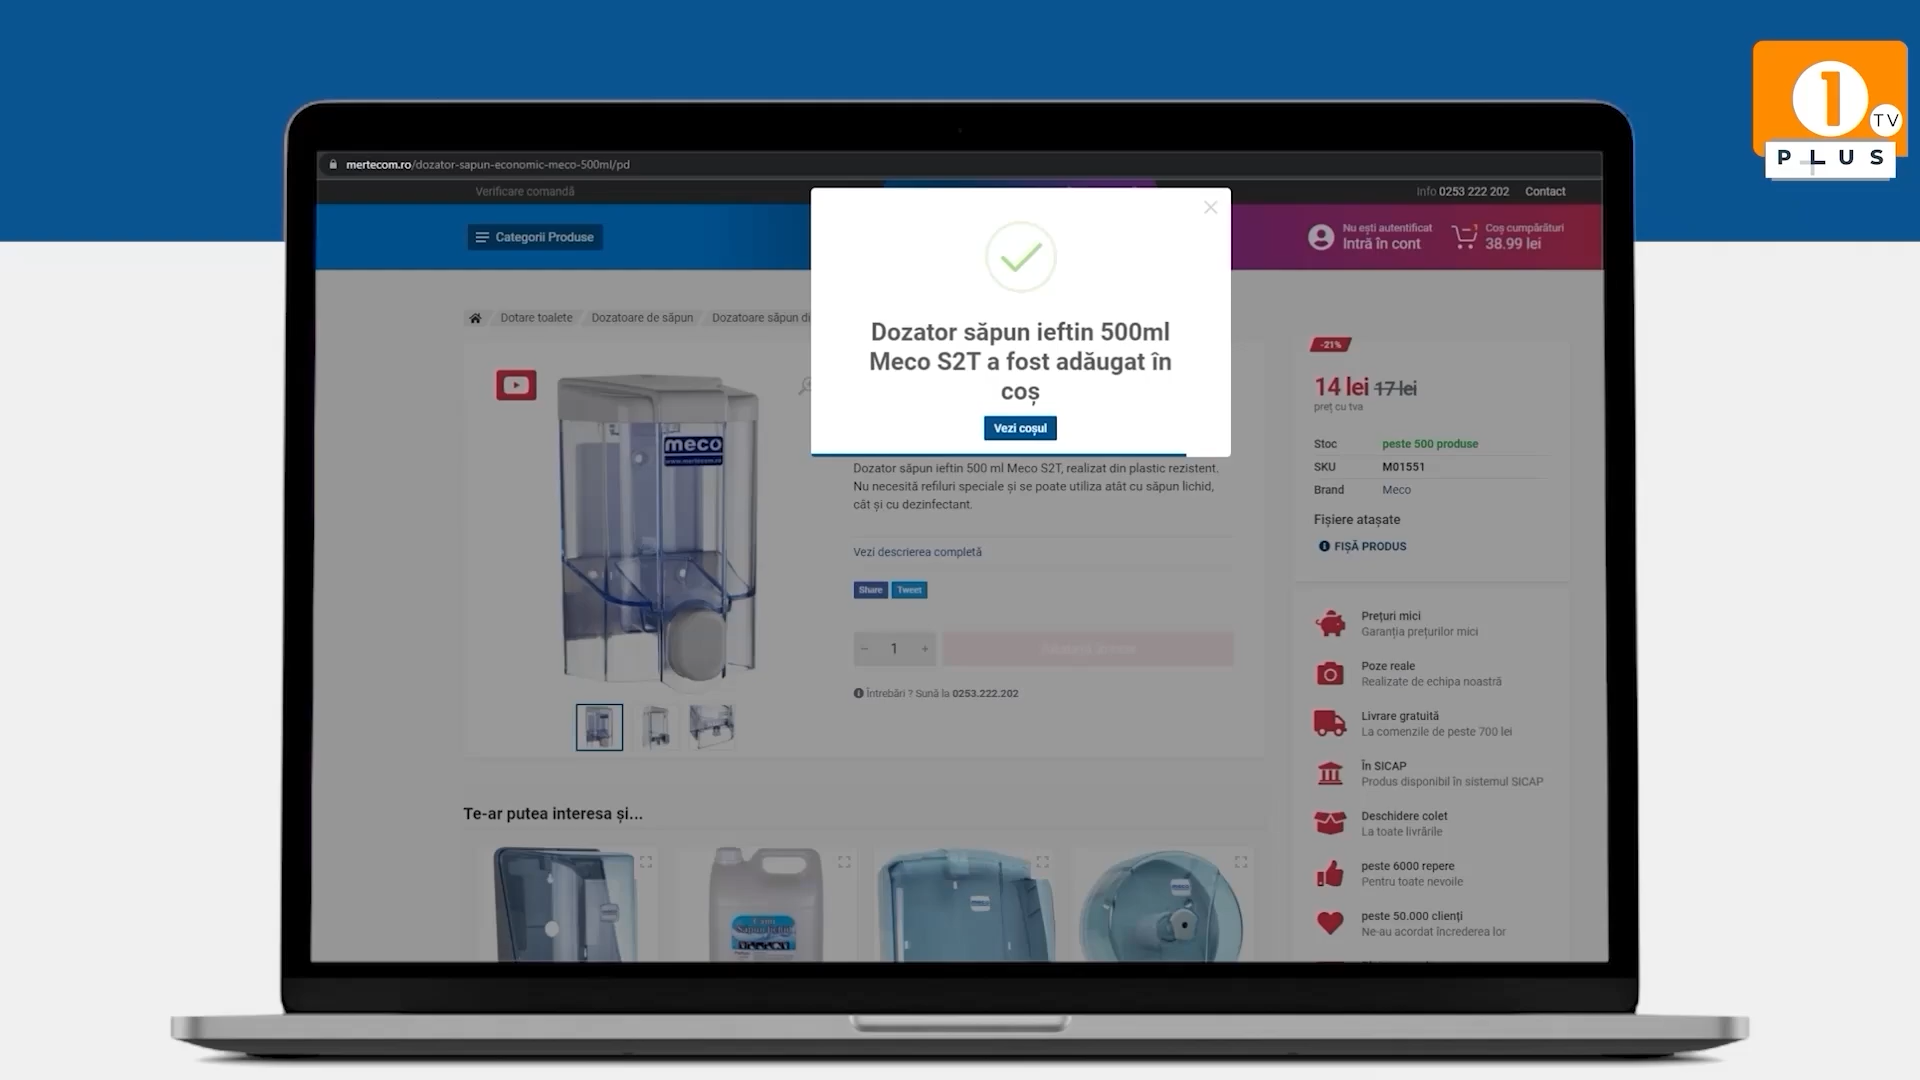 1
TV
PLUS
mertecom.ro/dozator-sapun-economic-meco-500ml/pd
Verificare comandă
Info 0253 222 202 Contact
Categorii Produse
Nu ești autentificat
Intră în cont
1
Coș cumpărături
38.99 lei
Dotare toalete Dozatoare de săpun Dozatoare săpun di
Dozator săpun ieftin 500ml
Meco S2T a fost adăugat în
coș
Vezi coșul
meco
www.mertecom.ro
Dozator săpun ieftin 500 ml Meco S2T, realizat din plastic rezistent.
Nu necesită refiluri speciale și se poate utiliza atât cu săpun lichid,
cât și cu dezinfectant.
Vezi descrierea completă
Share Tweet
- 1 +
Întrebări ? Sună la 0253.222.202
-21%
14 lei 17 lei
preț cu tva
Stoc peste 500 produse
SKU M01551
Brand Meco
Fișiere atașate
FIȘĂ PRODUS
Prețuri mici
Garanția prețurilor mici
Poze reale
Realizate de echipa noastră
Livrare gratuită
La comenzile de peste 700 lei
În SICAP
Produs disponibil în sistemul SICAP
Deschidere colet
La toate livrările
peste 6000 repere
Pentru toate nevoile
peste 50.000 clienți
Ne-au acordat încrederea lor
Te-ar putea interesa și...